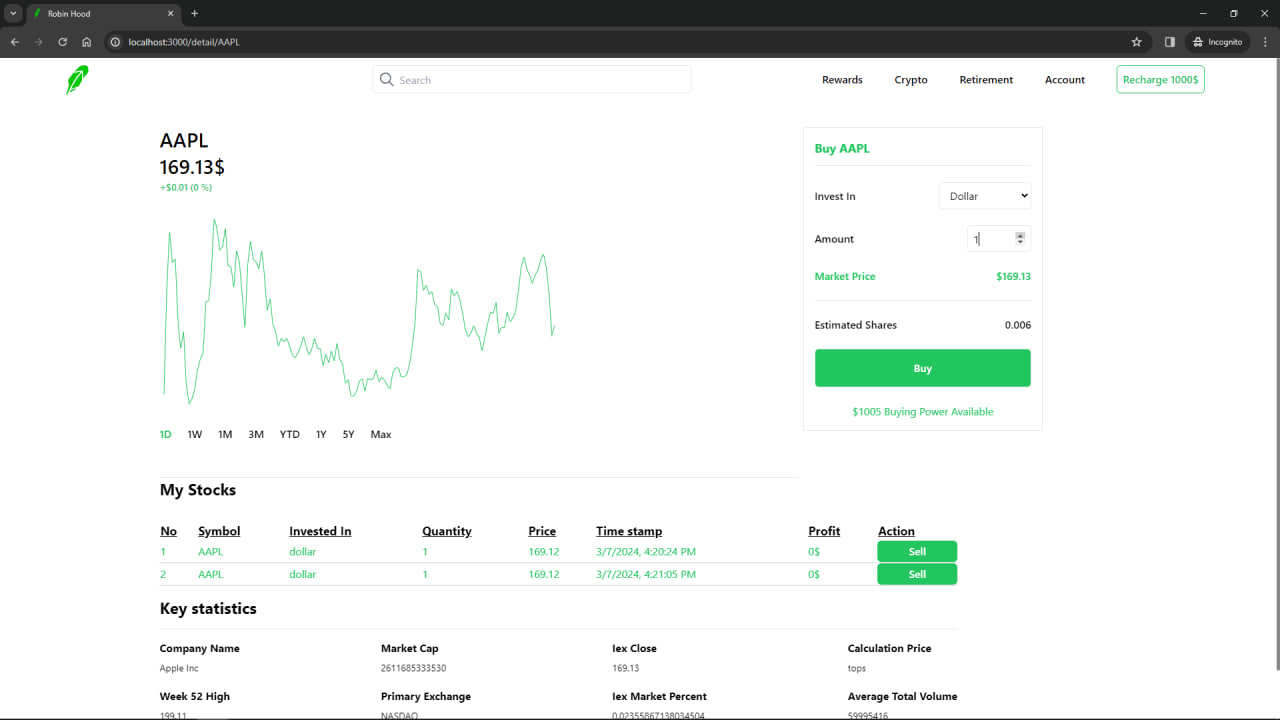 Robin Hood
localhost:3000/detail/AAPL
Incognito
Search
Rewards
Crypto
Retirement
Account
Recharge 1000$
AAPL
169.13$
+$0.01 (0 %)
1D 1W 1M 3M YTD 1Y 5Y Max
Buy AAPL
Invest In Dollar
Amount 1
Market Price $169.13
Estimated Shares 0.006
Buy
$1005 Buying Power Available
My Stocks
No Symbol Invested In Quantity Price Time stamp Profit Action
1 AAPL dollar 1 169.12 3/7/2024, 4:20:24 PM 0$ Sell
2 AAPL dollar 1 169.12 3/7/2024, 4:21:05 PM 0$ Sell
Key statistics
Company Name Market Cap Iex Close Calculation Price
Apple Inc 2611685333530 169.13 tops
Week 52 High Primary Exchange Iex Market Percent Average Total Volume
199.11 NASDAQ 0.02355867138034504 59995416